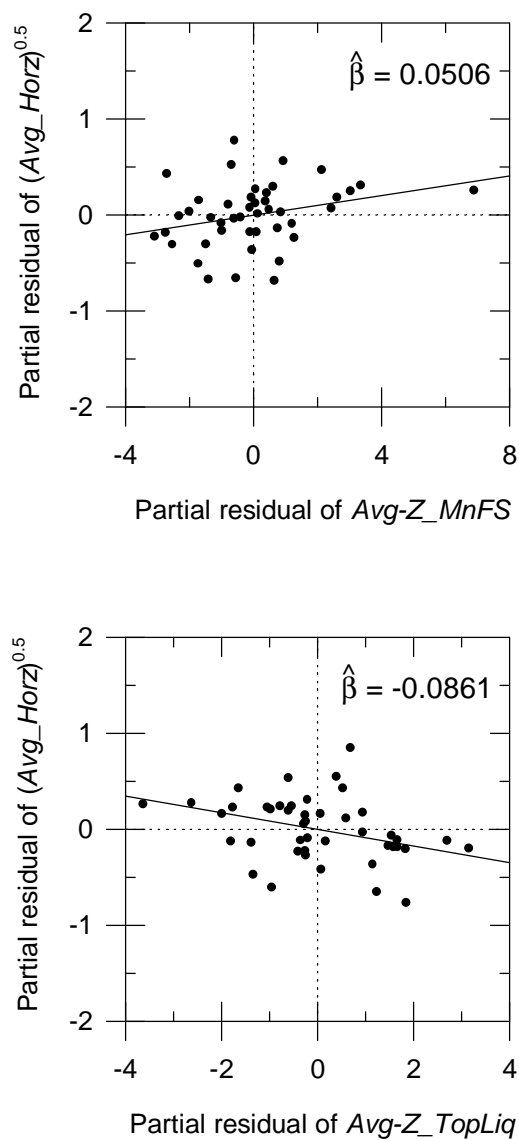 2
1
0
-1
-2
-4 0 4 8
β̂ = 0.0506
Partial residual of (Avg_Horz)^0.5
Partial residual of Avg-Z_MnFS
2
1
0
-1
-2
-4 -2 0 2 4
β̂ = -0.0861
Partial residual of (Avg_Horz)^0.5
Partial residual of Avg-Z_TopLiq